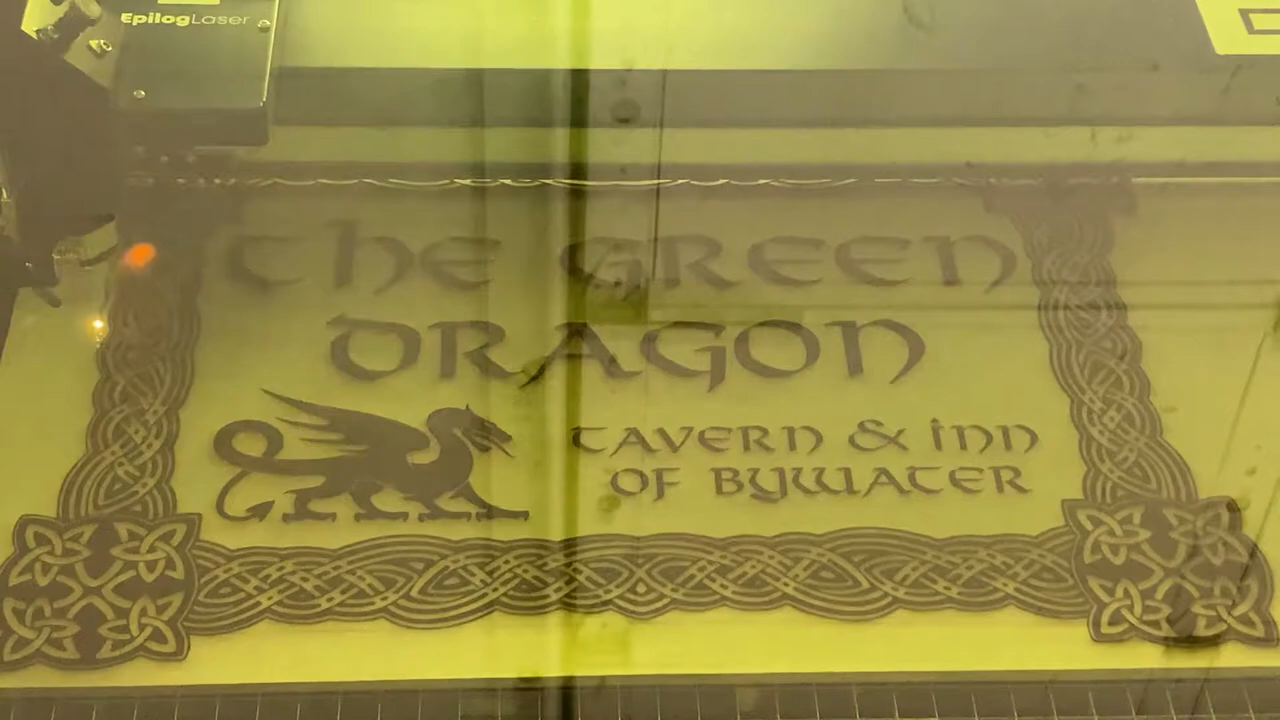 EpilogLaser
THE GREEN
DRAGON
TAVERN & INN
OF BYWATER